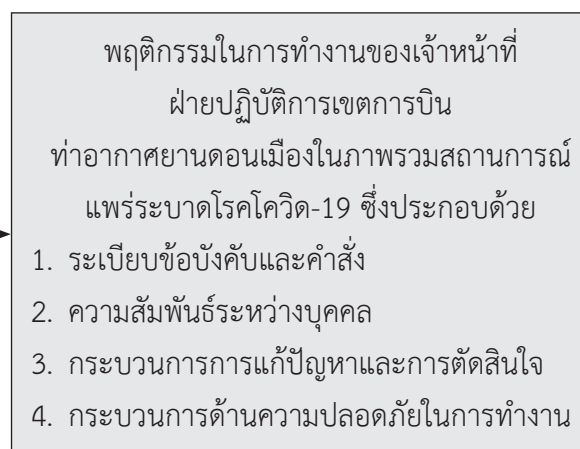 พฤติกรรมในการทำงานของเจ้าหน้าที่
ฝ่ายปฏิบัติการเขตการบิน
ท่าอากาศยานดอนเมืองในภาพรวมสถานการณ์
แพร่ระบาดโรคโควิด-19 ซึ่งประกอบด้วย
1. ระเบียบข้อบังคับและคำสั่ง
2. ความสัมพันธ์ระหว่างบุคคล
3. กระบวนการการแก้ปัญหาและการตัดสินใจ
4. กระบวนการด้านความปลอดภัยในการทำงาน